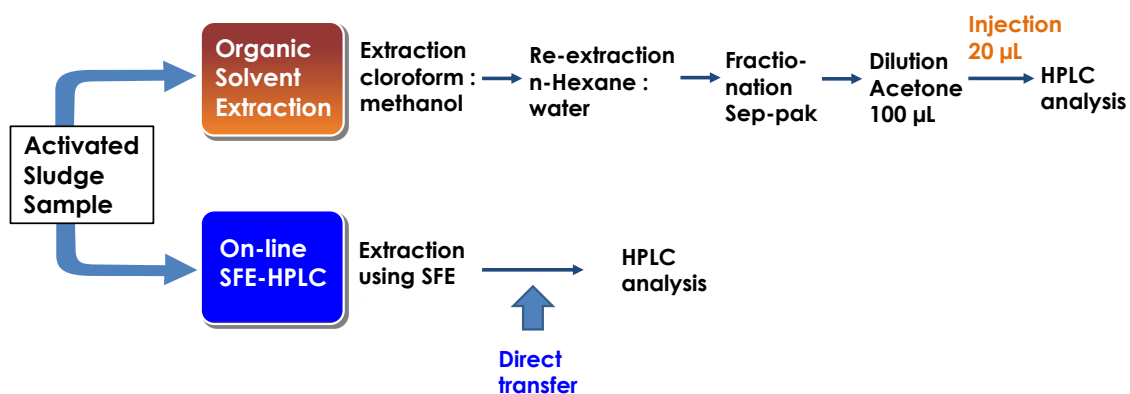 Activated
Sludge
Sample
Organic
Solvent
Extraction
Extraction
cloroform :
methanol
Re-extraction
n-Hexane :
water
Fractio-
nation
Sep-pak
Dilution
Acetone
100 µL
Injection
20 µL
HPLC
analysis
On-line
SFE-HPLC
Extraction
using SFE
Direct
transfer
HPLC
analysis